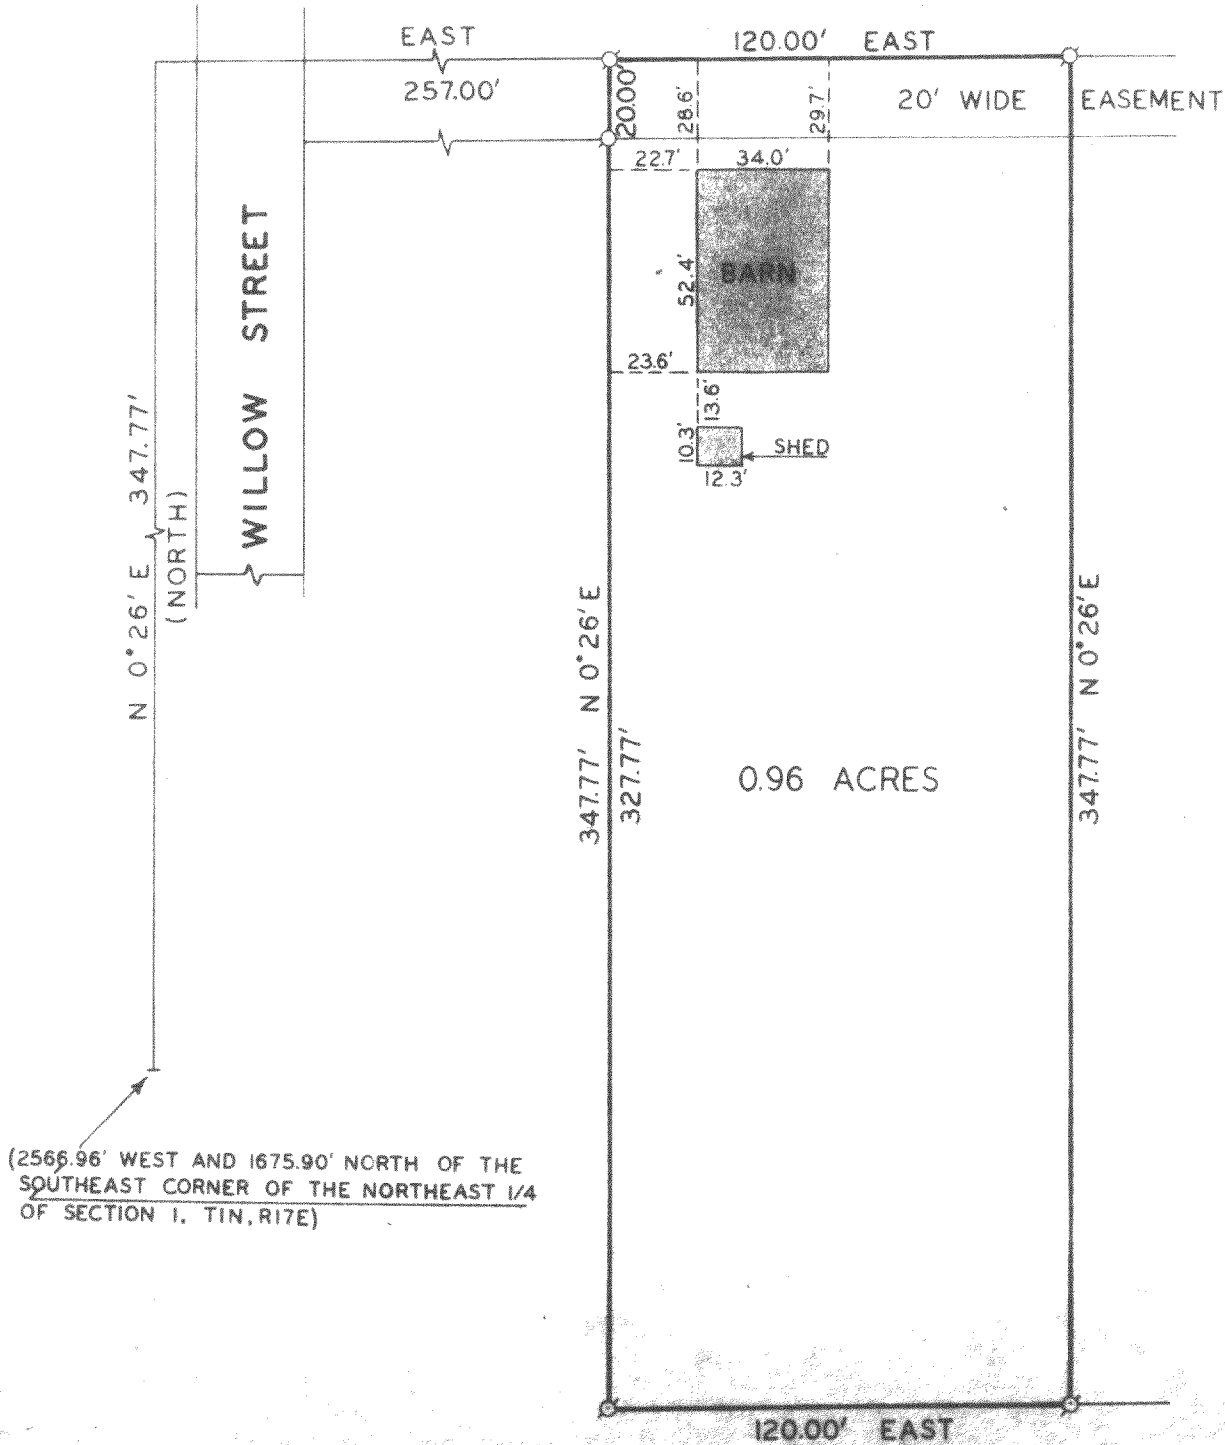 EAST
257.00'
120.00' EAST
20.00'
28.6'
29.7'
20' WIDE EASEMENT
22.7'
34.0'
WILLOW STREET
52.4'
BARN
23.6'
13.6'
10.3'
SHED
12.3'
N 0°26' E 347.77'
(NORTH)
347.77' N 0°26' E
327.77'
0.96 ACRES
347.77' N 0°26' E
(2566.96' WEST AND 1675.90' NORTH OF THE
SOUTHEAST CORNER OF THE NORTHEAST 1/4
OF SECTION 1, T1N, R17E)
120.00' EAST